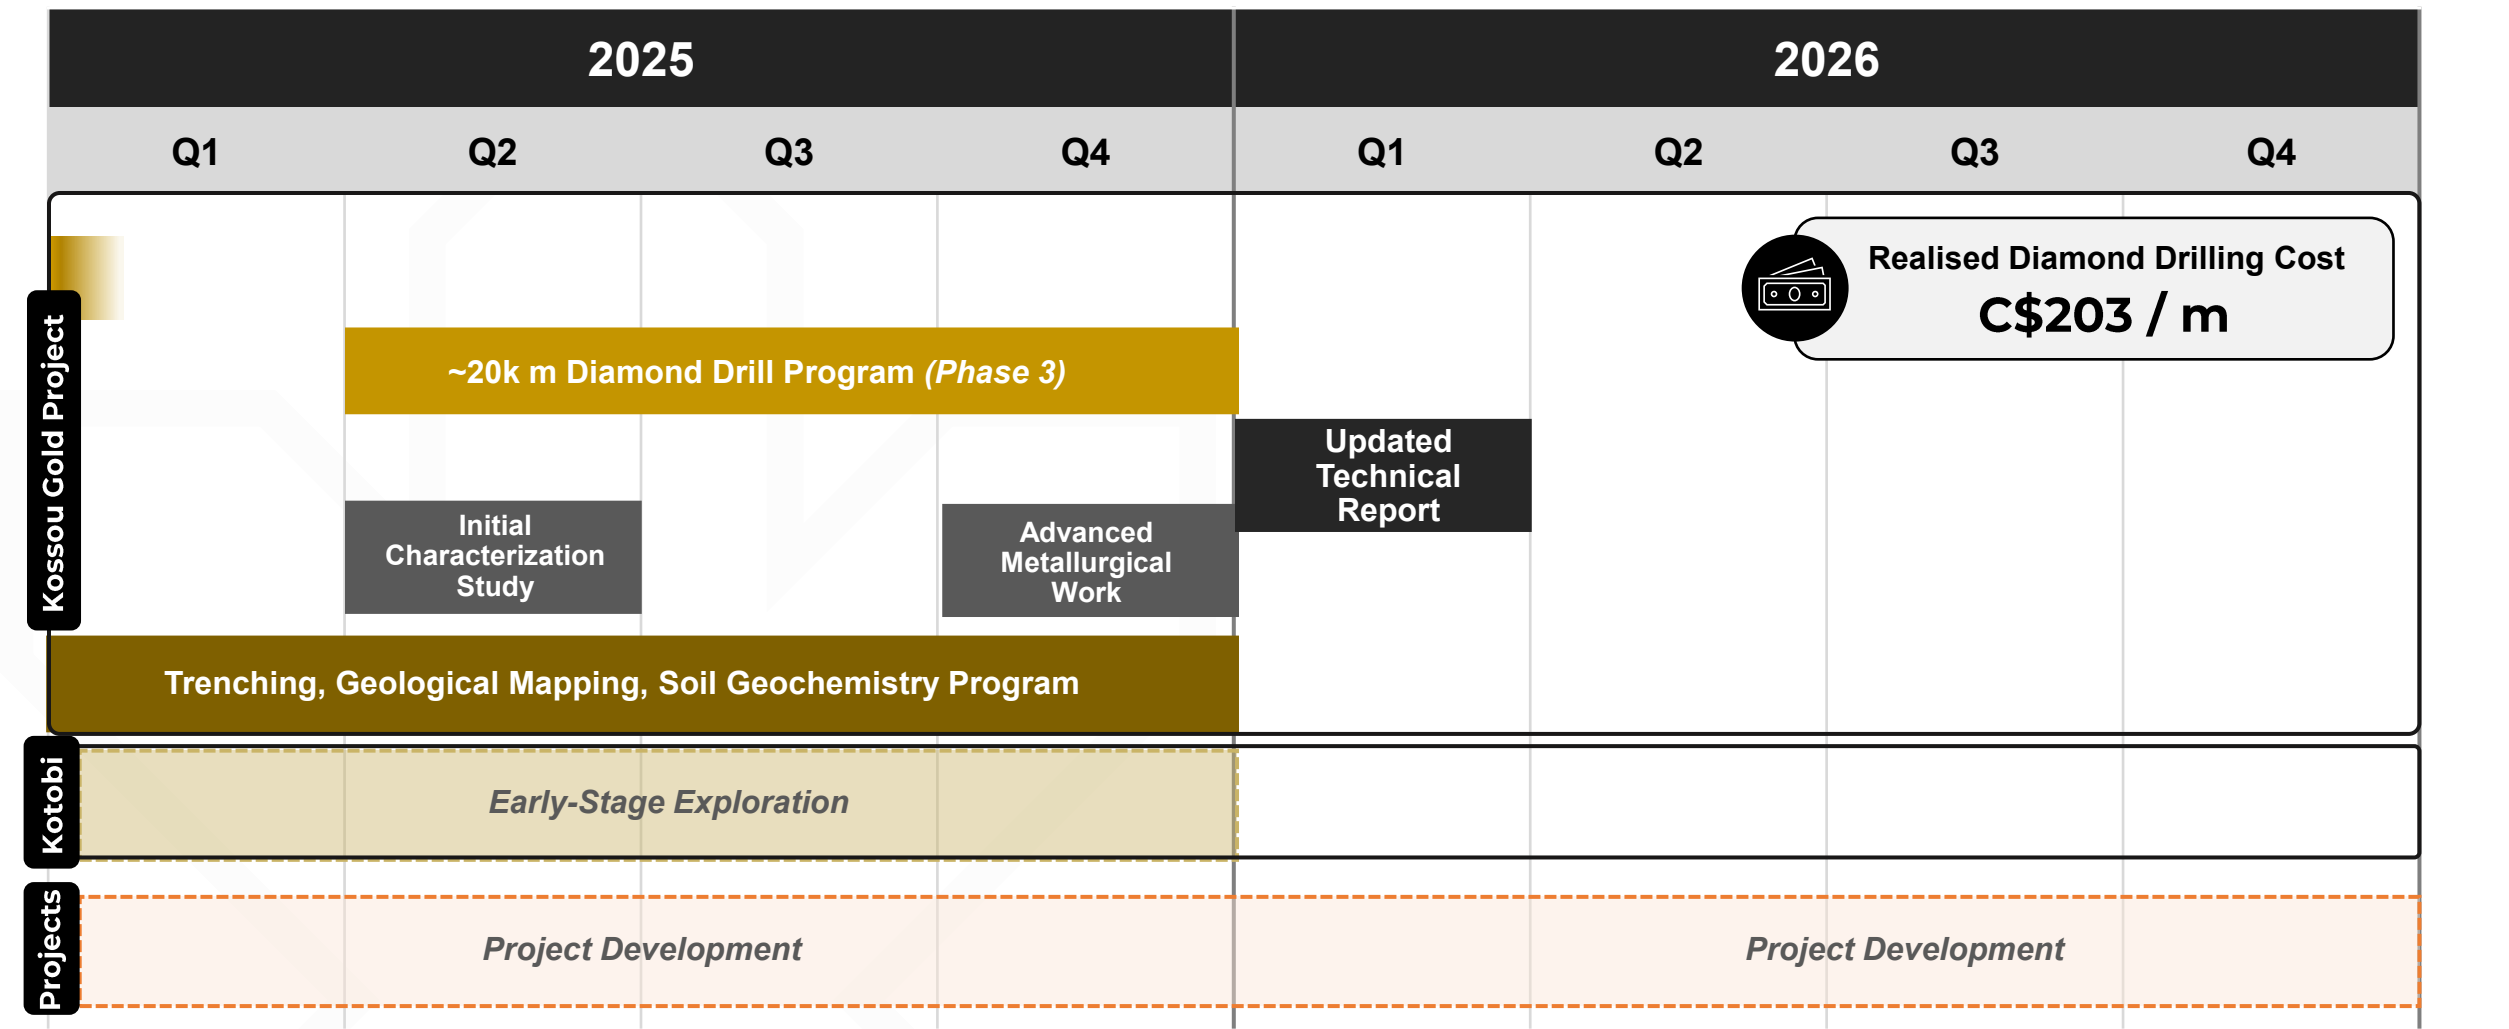 2025
2026
Q1
Q2
Q3
Q4
Q1
Q2
Q3
Q4
Kossou Gold Project
Realised Diamond Drilling Cost
C$203 / m
~20k m Diamond Drill Program (Phase 3)
Updated
Technical
Report
Initial
Characterization
Study
Advanced
Metallurgical
Work
Trenching, Geological Mapping, Soil Geochemistry Program
Kotobi
Early-Stage Exploration
Projects
Project Development
Project Development